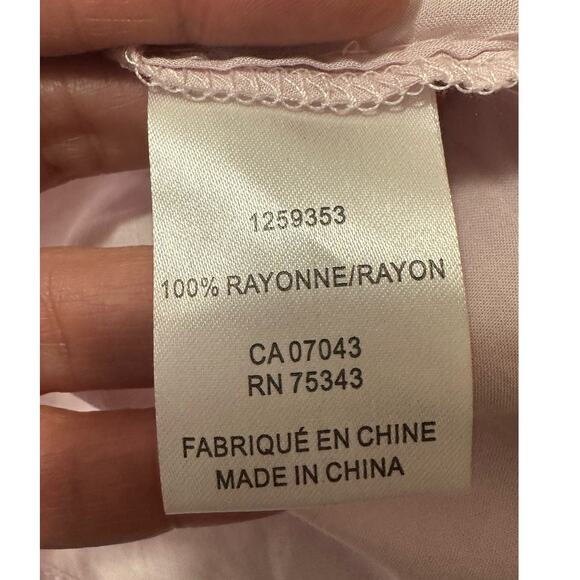 1259353
100% RAYONNE/RAYON
CA 07043
RN 75343
FABRIQUÉ EN CHINE
MADE IN CHINA